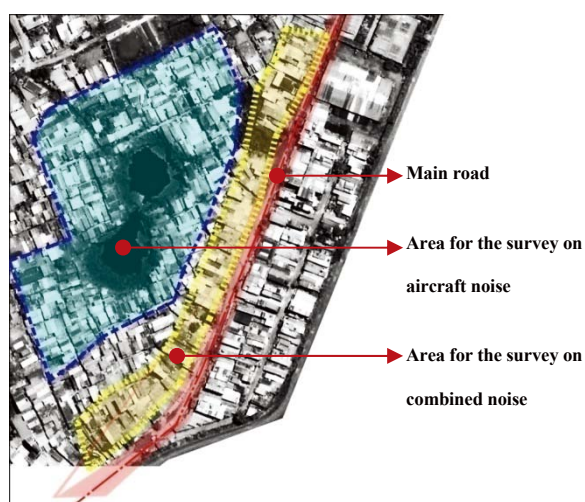 Main road
Area for the survey on
aircraft noise
Area for the survey on
combined noise